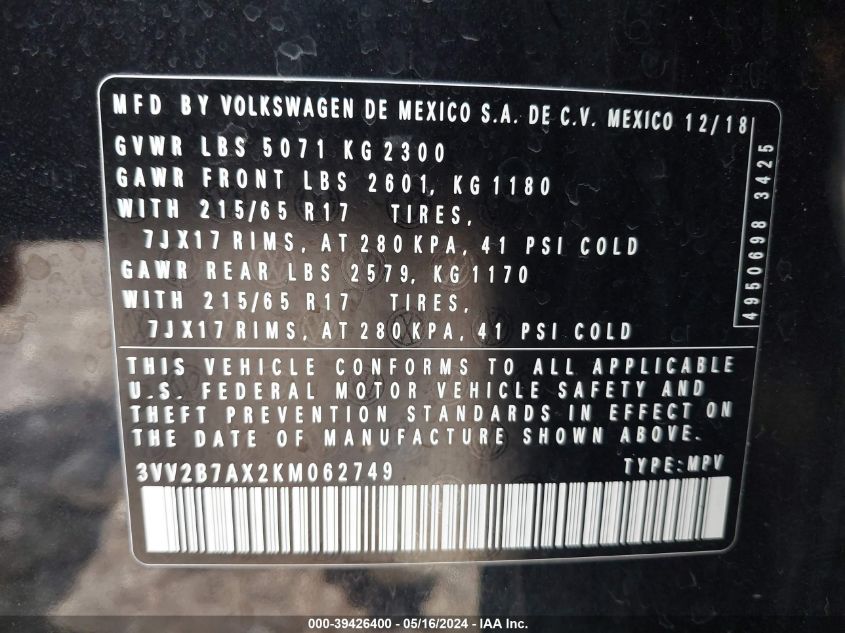 MFD BY VOLKSWAGEN DE MEXICO S.A. DE C.V. MEXICO 12/18
GVWR LBS 5071 KG 2300
GAWR FRONT LBS 2601, KG 1180
WITH 215/65 R17 TIRES,
7JX17 RIMS, AT 280 KPA, 41 PSI COLD
GAWR REAR LBS 2579, KG 1170
WITH 215/65 R17 TIRES,
7JX17 RIMS, AT 280 KPA, 41 PSI COLD
4950698 3425
THIS VEHICLE CONFORMS TO ALL APPLICABLE
U.S. FEDERAL MOTOR VEHICLE SAFETY AND
THEFT PREVENTION STANDARDS IN EFFECT ON
THE DATE OF MANUFACTURE SHOWN ABOVE.
3VV2B7AX2KM062749 TYPE: MPV
000-39426400 - 05/16/2024 - IAA Inc.